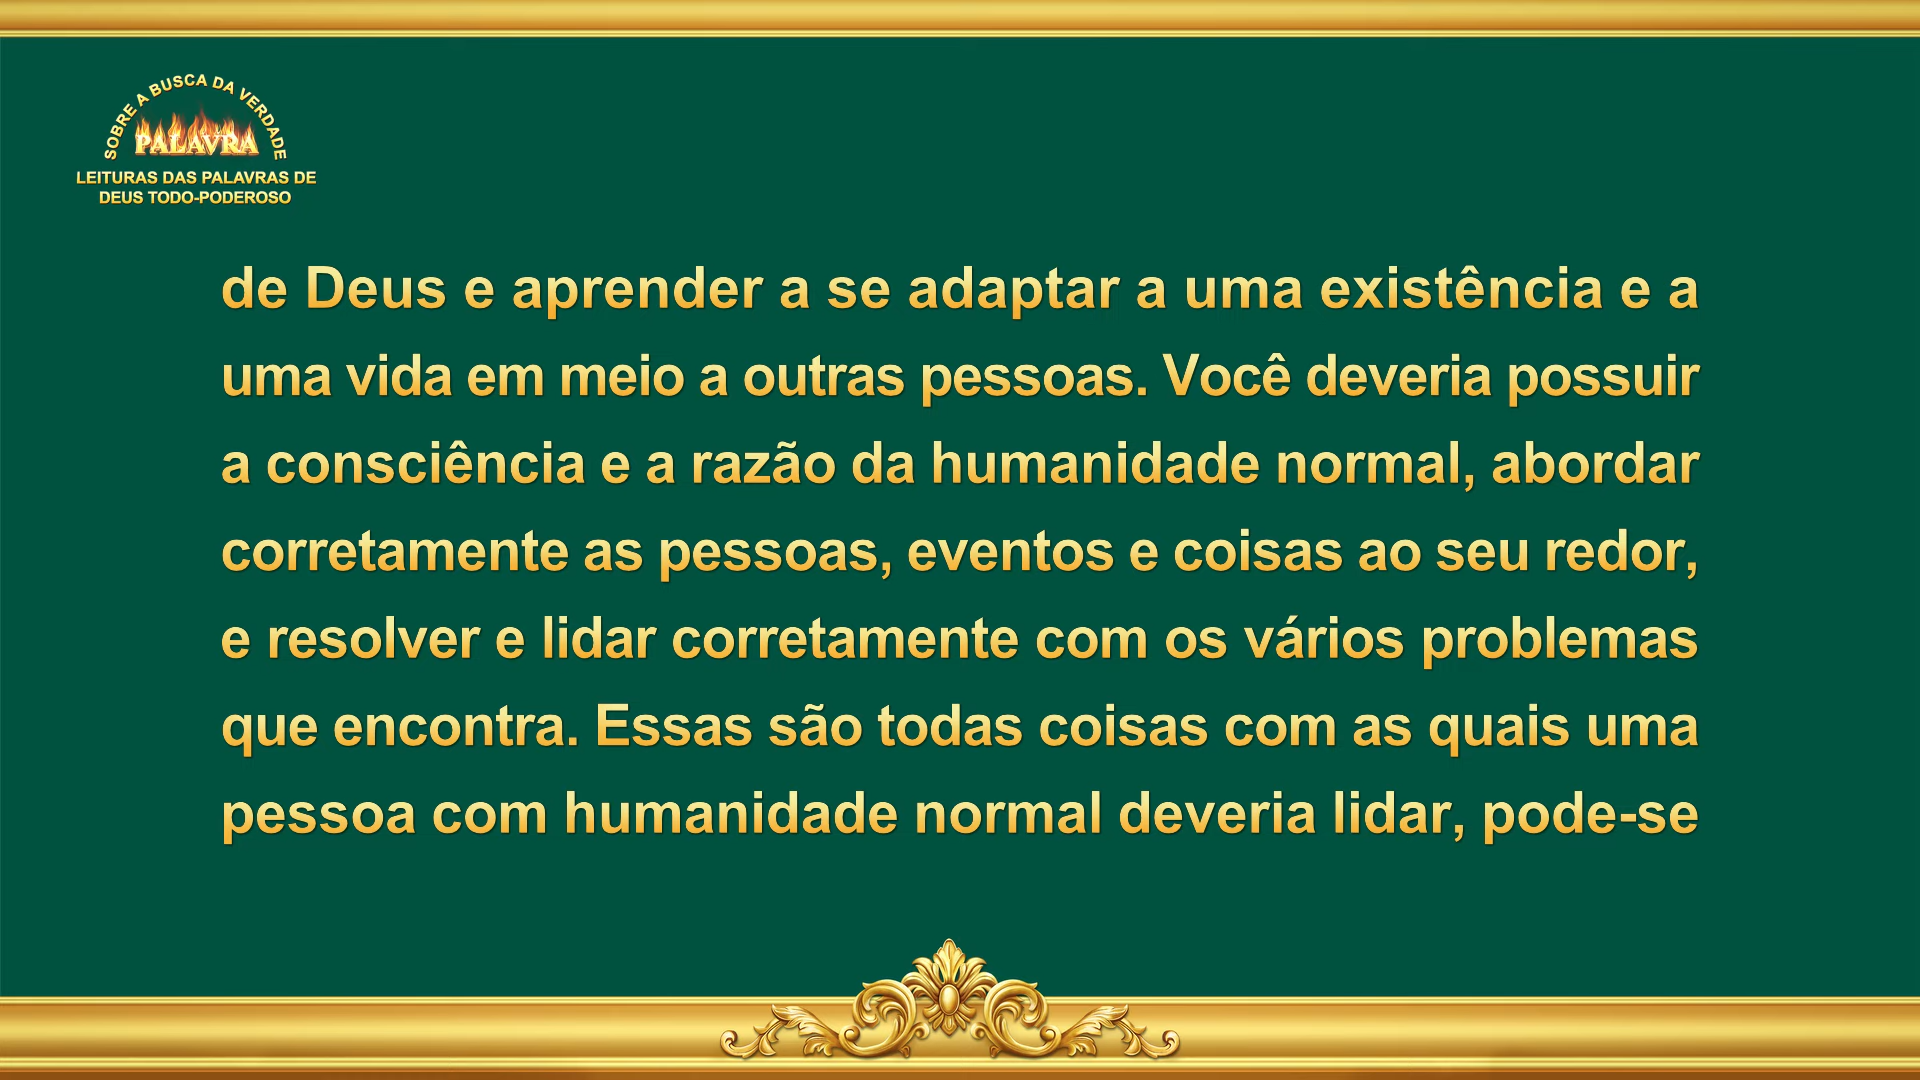 SOBRE A BUSCA DA VERDADE
PALAVRA
LEITURAS DAS PALAVRAS DE
DEUS TODO-PODEROSO
de Deus e aprender a se adaptar a uma existência e a
uma vida em meio a outras pessoas. Você deveria possuir
a consciência e a razão da humanidade normal, abordar
corretamente as pessoas, eventos e coisas ao seu redor,
e resolver e lidar corretamente com os vários problemas
que encontra. Essas são todas coisas com as quais uma
pessoa com humanidade normal deveria lidar, pode-se